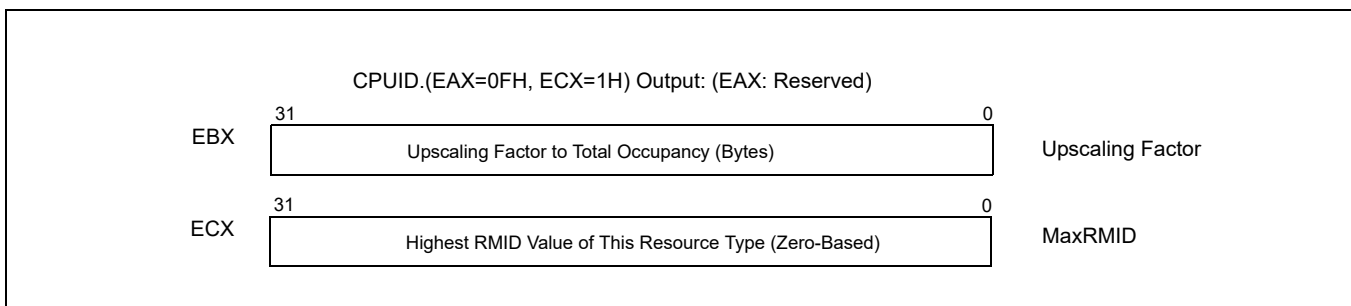 CPUID.(EAX=0FH, ECX=1H) Output: (EAX: Reserved)
31 0
EBX Upscaling Factor to Total Occupancy (Bytes) Upscaling Factor
31 0
ECX Highest RMID Value of This Resource Type (Zero-Based) MaxRMID